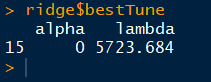 > ridge$bestTune
   alpha   lambda
15     0 5723.684
>